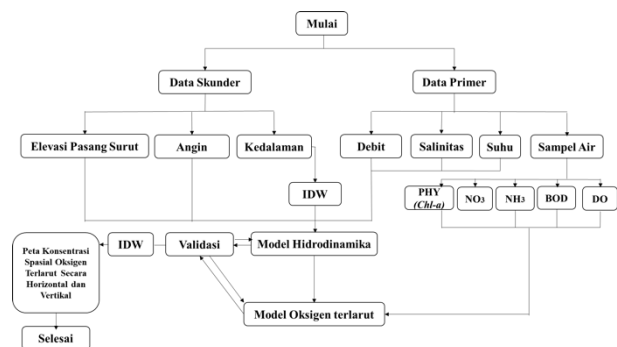 Mulai
Data Skunder
Data Primer
Elevasi Pasang Surut
Angin
Kedalaman
Debit
Salinitas
Suhu
Sampel Air
IDW
PHY
(Chl-a)
NO3
NH3
BOD
DO
Peta Konsentrasi
Spasial Oksigen
Terlarut Secara
Horizontal dan
Vertikal
IDW
Validasi
Model Hidrodinamika
Model Oksigen terlarut
Selesai